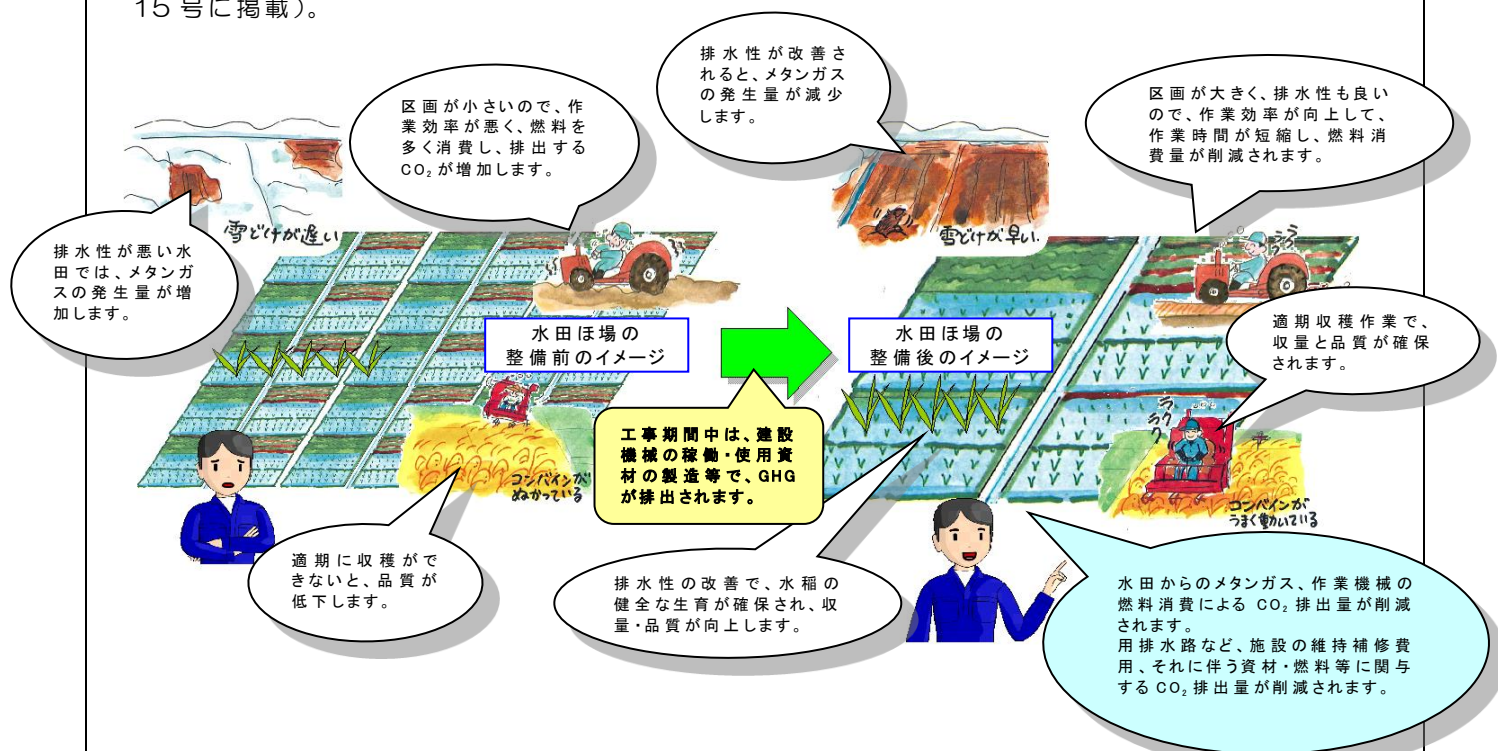 15 号に掲載）。
排水性が改善さ
れると、メタンガス
の発生量が減少
します。
区画が小さいので、作
業効率が悪く、燃料を
多く消費し、排出する
CO₂が増加します。
区画が大きく、排水性も良い
ので、作業効率が向上して、
作業時間が短縮し、燃料消
費量が削減されます。
雪どけが遅い
雪どけが早い.
排水性が悪い水
田では、メタンガ
スの発生量が増
加します。
水田ほ場の
整備前のイメージ
水田ほ場の
整備後のイメージ
適期収穫作業で、
収量と品質が確保
されます。
ラクラク
工事期間中は、建設
機械の稼働・使用資
材の製造等で、GHG
が排出されます。
コンバインが
ぬかっている
コンバインが
うまく働いている
適期に収穫がで
きないと、品質が
低下します。
排水性の改善で、水稲の
健全な生育が確保され、収
量・品質が向上します。
水田からのメタンガス、作業機械の
燃料消費による CO₂ 排出量が削減
されます。
用排水路など、施設の維持補修費
用、それに伴う資材・燃料等に関与
する CO₂ 排出量が削減されます。